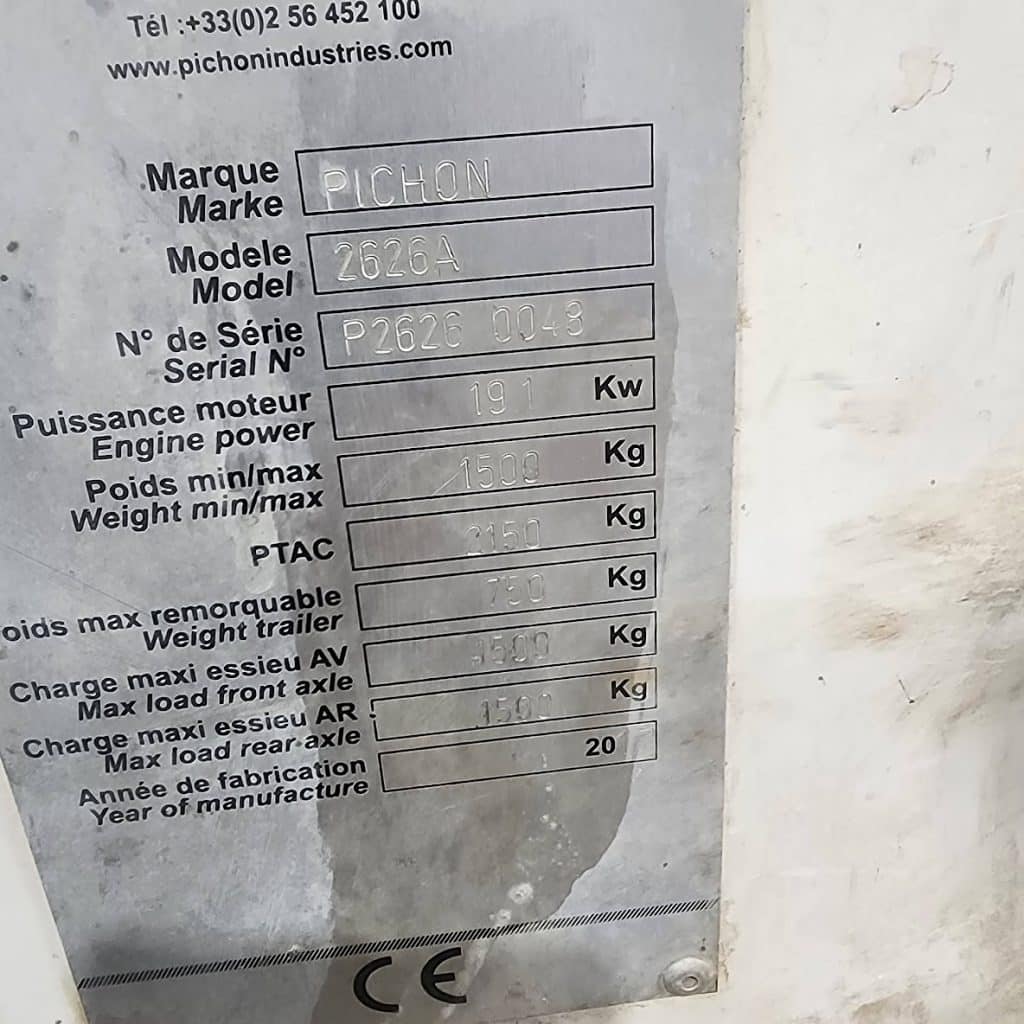 Tél :+33(0)2 56 452 100
www.pichonindustries.com
Marque
Marke
PICHON
Modele
Model
2626A
N° de Série
Serial N°
P2626 0048
Puissance moteur
Engine power
19 1 Kw
Poids min/max
Weight min/max
1500 Kg
PTAC
2150 Kg
max remorquable
Weight trailer
750 Kg
Charge maxi essieu AV
Max load front axle
Kg
Charge maxi essieu AR
Max load rear axle
1500 Kg
Année de fabrication
Year of manufacture
20
CE